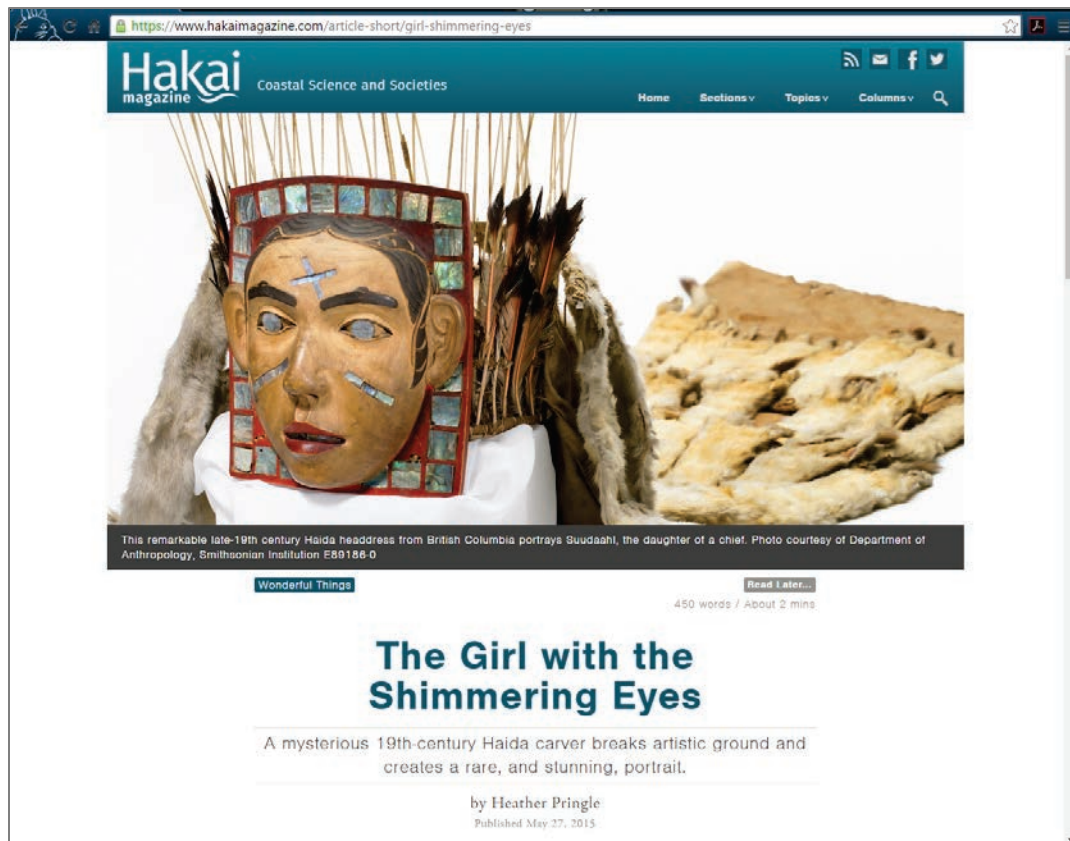 https://www.hakaimagazine.com/article-short/girl-shimmering-eyes
Hakai
magazine
Coastal Science and Societies
Home Sections Topics Columns
This remarkable late-19th century Haida headdress from British Columbia portrays Suudaahl, the daughter of a chief. Photo courtesy of Department of
Anthropology, Smithsonian Institution E89186-0
Wonderful Things
Read Later...
450 words / About 2 mins
The Girl with the
Shimmering Eyes
A mysterious 19th-century Haida carver breaks artistic ground and
creates a rare, and stunning, portrait.
by Heather Pringle
Published May 27, 2015